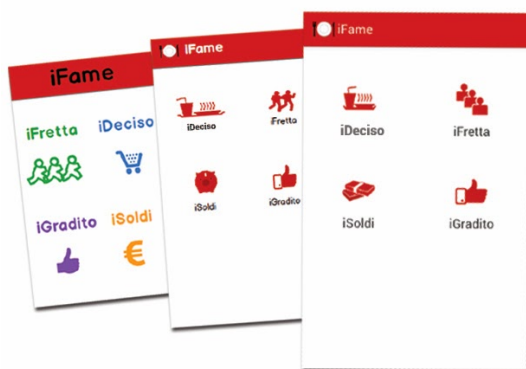 iFame
iFretta iDeciso
iGradito iSoldi
€
iFame
iDeciso iFretta
iSoldi iGradito
iFame
iDeciso iFretta
iSoldi iGradito